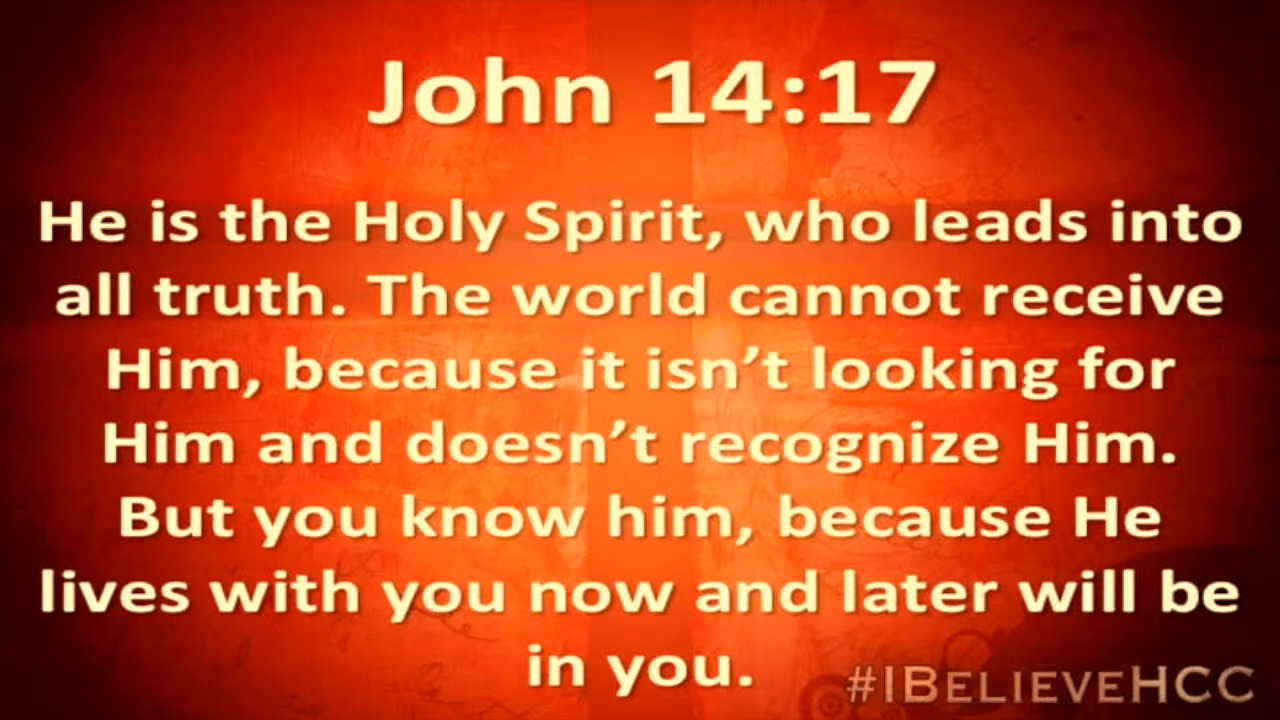 John 14:17
He is the Holy Spirit, who leads into
all truth. The world cannot receive
Him, because it isn’t looking for
Him and doesn’t recognize Him.
But you know him, because He
lives with you now and later will be
in you.
#IBELIEVEHCC